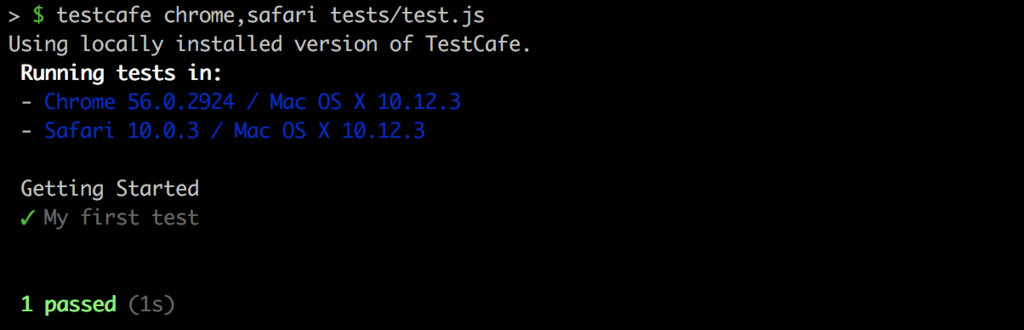 > $ testcafe chrome,safari tests/test.js
Using locally installed version of TestCafe.
Running tests in:
- Chrome 56.0.2924 / Mac OS X 10.12.3
- Safari 10.0.3 / Mac OS X 10.12.3
Getting Started
✓ My first test
1 passed (1s)